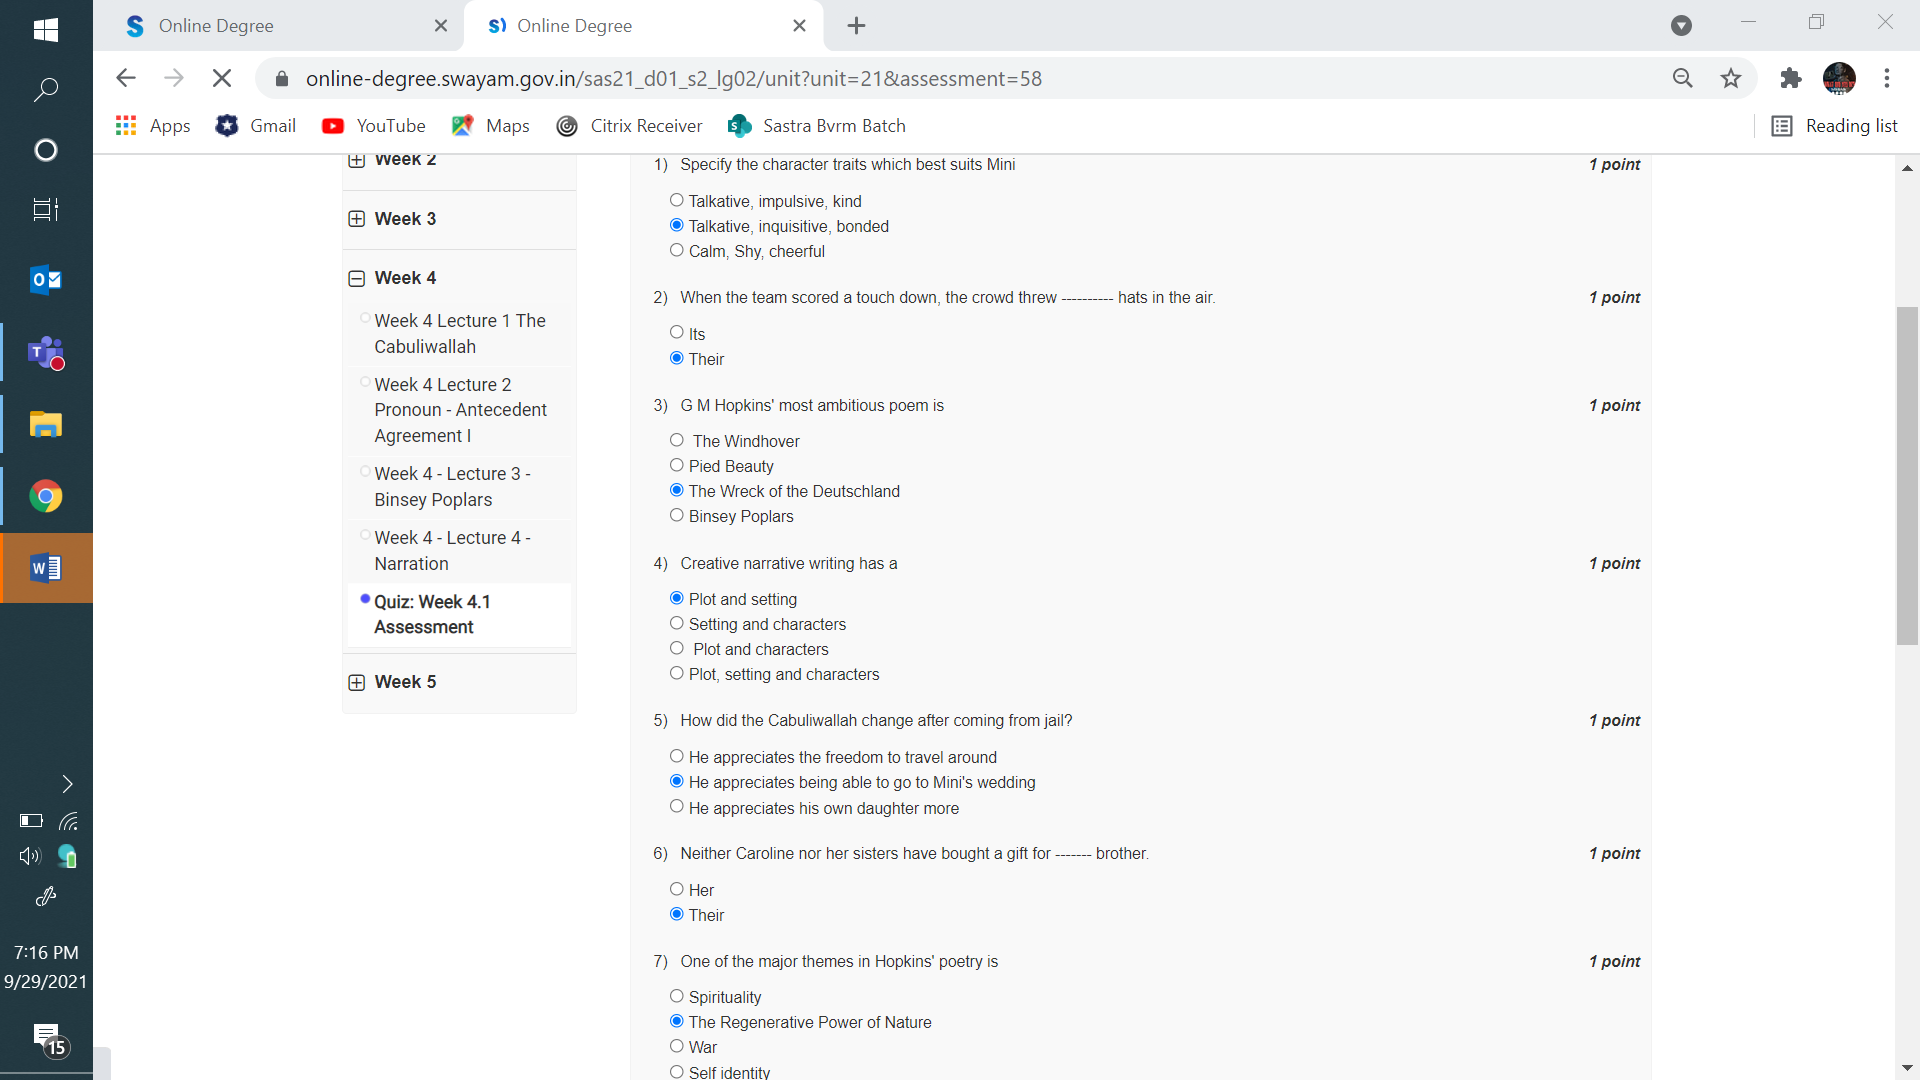 Online Degree
Online Degree
online-degree.swayam.gov.in/sas21_d01_s2_lg02/unit?unit=21&assessment=58
Apps
Gmail
YouTube
Maps
Citrix Receiver
Sastra Bvrm Batch
Reading list
Week 2
Week 3
Week 4
Week 4 Lecture 1 The
Cabuliwallah
Week 4 Lecture 2
Pronoun - Antecedent
Agreement I
Week 4 - Lecture 3 -
Binsey Poplars
Week 4 - Lecture 4 -
Narration
Quiz: Week 4.1
Assessment
Week 5
1) Specify the character traits which best suits Mini 1 point
Talkative, impulsive, kind
Talkative, inquisitive, bonded
Calm, Shy, cheerful
2) When the team scored a touch down, the crowd threw ---------- hats in the air. 1 point
Its
Their
3) G M Hopkins' most ambitious poem is 1 point
The Windhover
Pied Beauty
The Wreck of the Deutschland
Binsey Poplars
4) Creative narrative writing has a 1 point
Plot and setting
Setting and characters
Plot and characters
Plot, setting and characters
5) How did the Cabuliwallah change after coming from jail? 1 point
He appreciates the freedom to travel around
He appreciates being able to go to Mini's wedding
He appreciates his own daughter more
6) Neither Caroline nor her sisters have bought a gift for ------- brother. 1 point
Her
Their
7) One of the major themes in Hopkins' poetry is 1 point
Spirituality
The Regenerative Power of Nature
War
Self identity
7:16 PM
9/29/2021
15